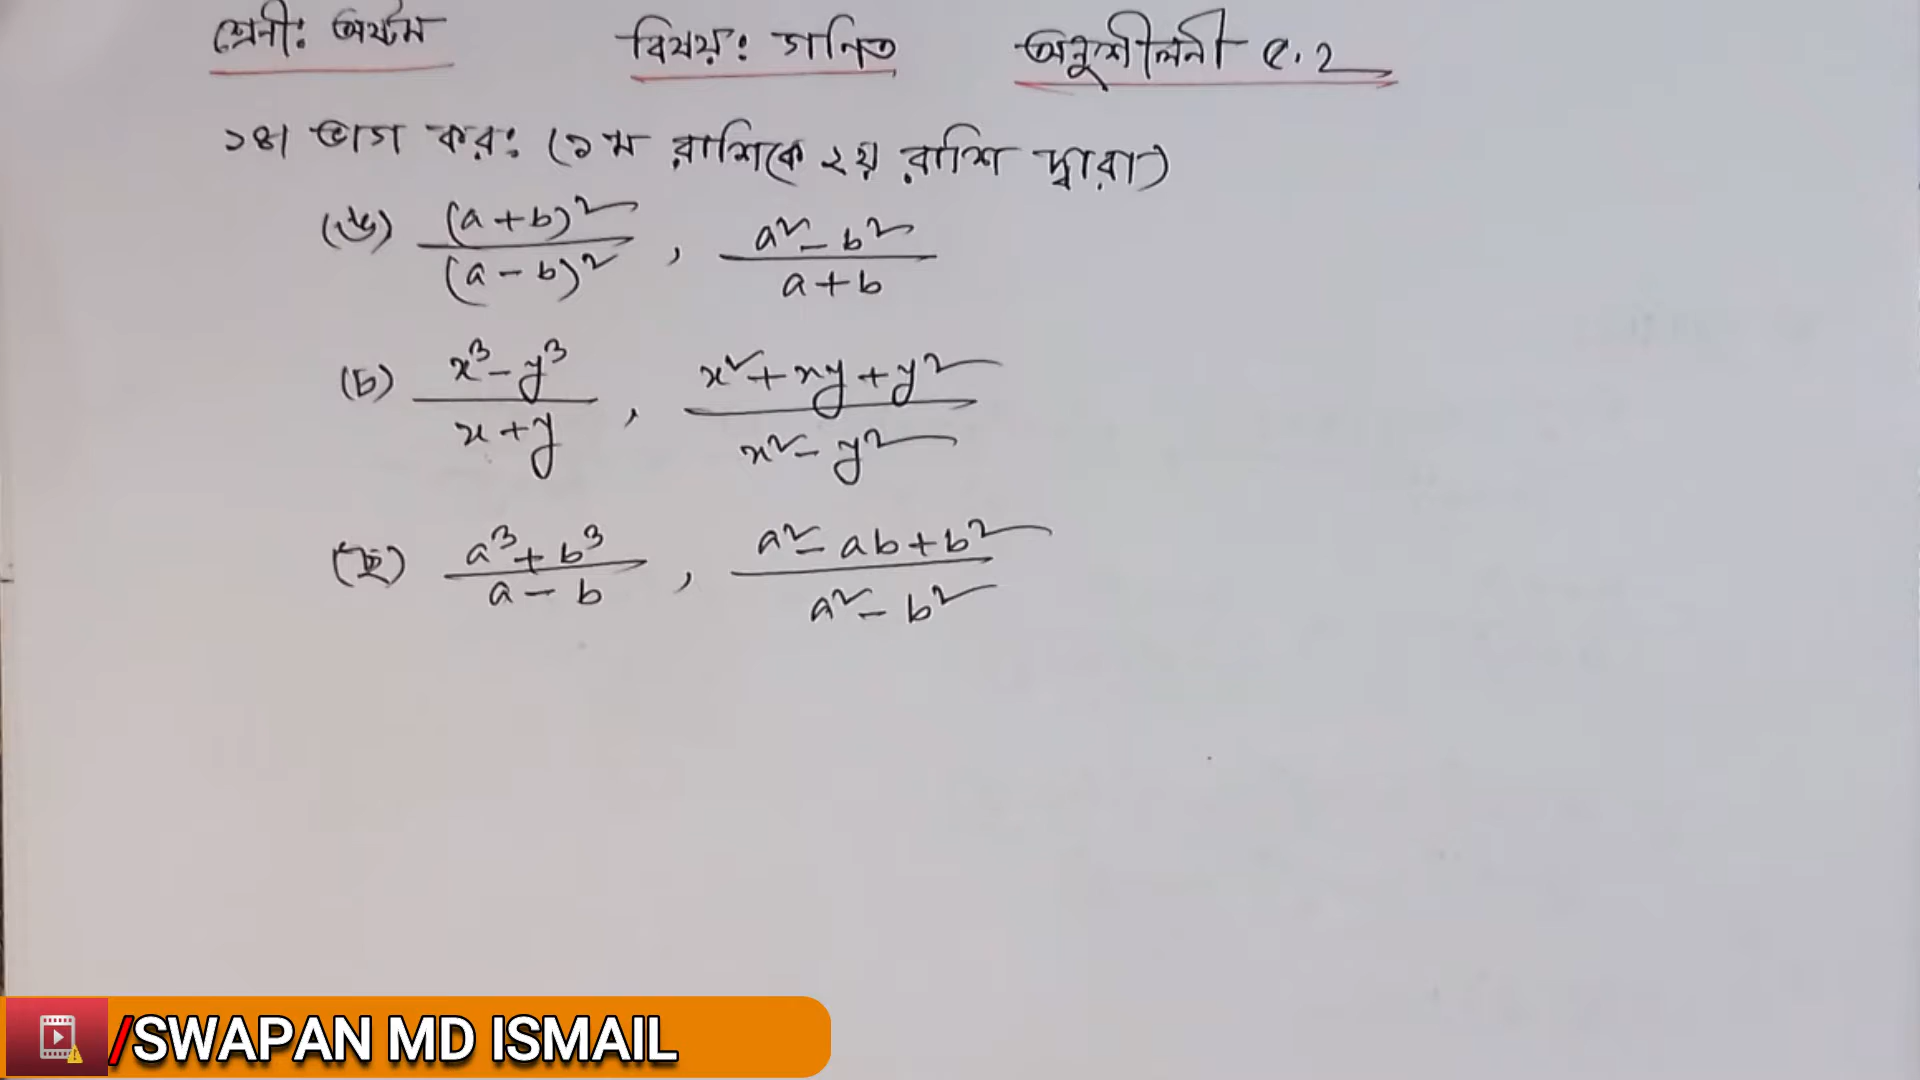 শ্রেনী: অষ্টম বিষয়: গনিত অনুশীলনী ৫.২
১৪। ভাগ কর: (১ম রাশিকে ২য় রাশি দ্বারা)
(ঙ) (a+b)²/(a-b)², a²-b²/a+b
(চ) x³-y³/x+y, x²+xy+y²/x²-y²
(ছ) a³+b³/a-b, a²-ab+b²/a²-b²
/SWAPAN MD ISMAIL